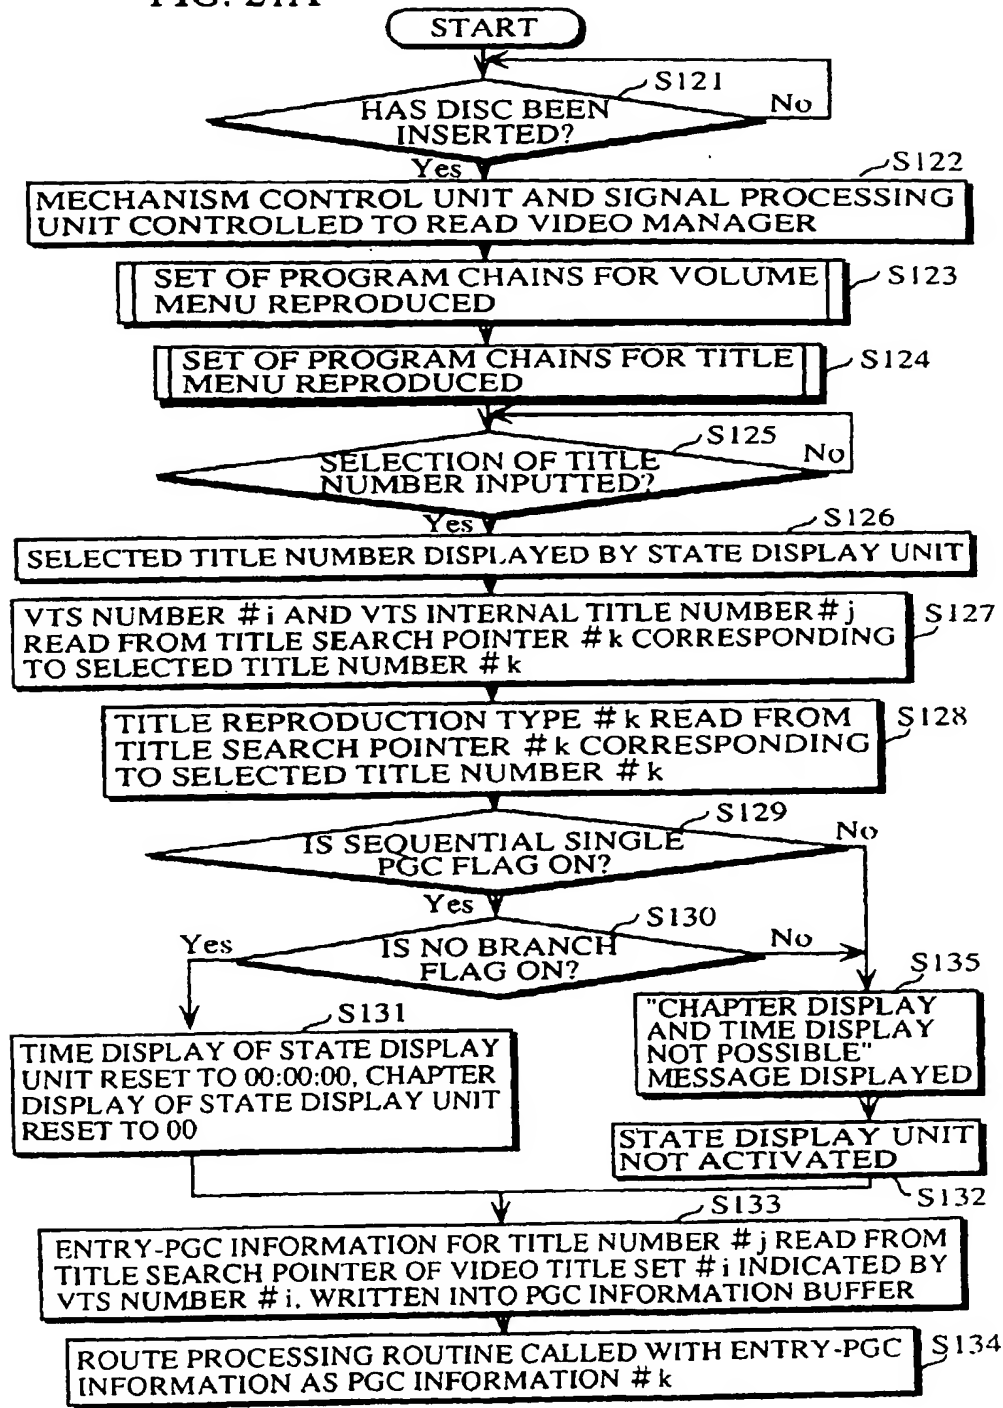 START
S121
HAS DISC BEEN
INSERTED?
No
Yes
S122
MECHANISM CONTROL UNIT AND SIGNAL PROCESSING
UNIT CONTROLLED TO READ VIDEO MANAGER
SET OF PROGRAM CHAINS FOR VOLUME
MENU REPRODUCED
S123
SET OF PROGRAM CHAINS FOR TITLE
MENU REPRODUCED
S124
S125
SELECTION OF TITLE
NUMBER INPUTTED?
No
Yes
S126
SELECTED TITLE NUMBER DISPLAYED BY STATE DISPLAY UNIT
VTS NUMBER #i AND VTS INTERNAL TITLE NUMBER #j
READ FROM TITLE SEARCH POINTER #k CORRESPONDING
TO SELECTED TITLE NUMBER #k
S127
TITLE REPRODUCTION TYPE #k READ FROM
TITLE SEARCH POINTER #k CORRESPONDING
TO SELECTED TITLE NUMBER #k
S128
S129
IS SEQUENTIAL SINGLE
PGC FLAG ON?
No
Yes
S130
IS NO BRANCH
FLAG ON?
Yes
No
S131
TIME DISPLAY OF STATE DISPLAY
UNIT RESET TO 00:00:00, CHAPTER
DISPLAY OF STATE DISPLAY UNIT
RESET TO 00
S135
"CHAPTER DISPLAY
AND TIME DISPLAY
NOT POSSIBLE"
MESSAGE DISPLAYED
STATE DISPLAY UNIT
NOT ACTIVATED
S132
S133
ENTRY-PGC INFORMATION FOR TITLE NUMBER #j READ FROM
TITLE SEARCH POINTER OF VIDEO TITLE SET #i INDICATED BY
VTS NUMBER #i, WRITTEN INTO PGC INFORMATION BUFFER
ROUTE PROCESSING ROUTINE CALLED WITH ENTRY-PGC
INFORMATION AS PGC INFORMATION #k
S134